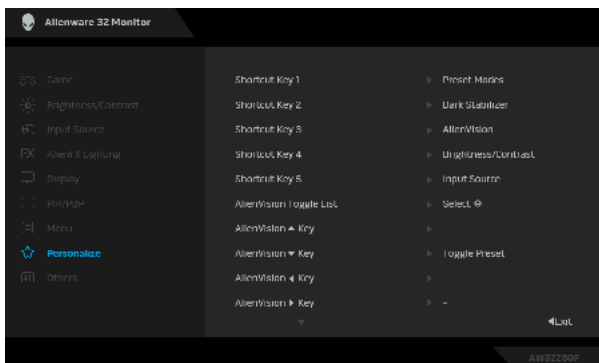 Alienware 32 Monitor
Game
Brightness/Contrast
Input Source
AlienFX Lighting
Display
PIP/PBP
Menu
Personalize
Others
Shortcut Key 1 Preset Modes
Shortcut Key 2 Dark Stabilizer
Shortcut Key 3 AlienVision
Shortcut Key 4 Brightness/Contrast
Shortcut Key 5 Input Source
AlienVision Toggle List Select
AlienVision ▲ Key
AlienVision ▼ Key Toggle Preset
AlienVision ◀ Key
AlienVision ▶ Key -
◀Exit
AW3225QF